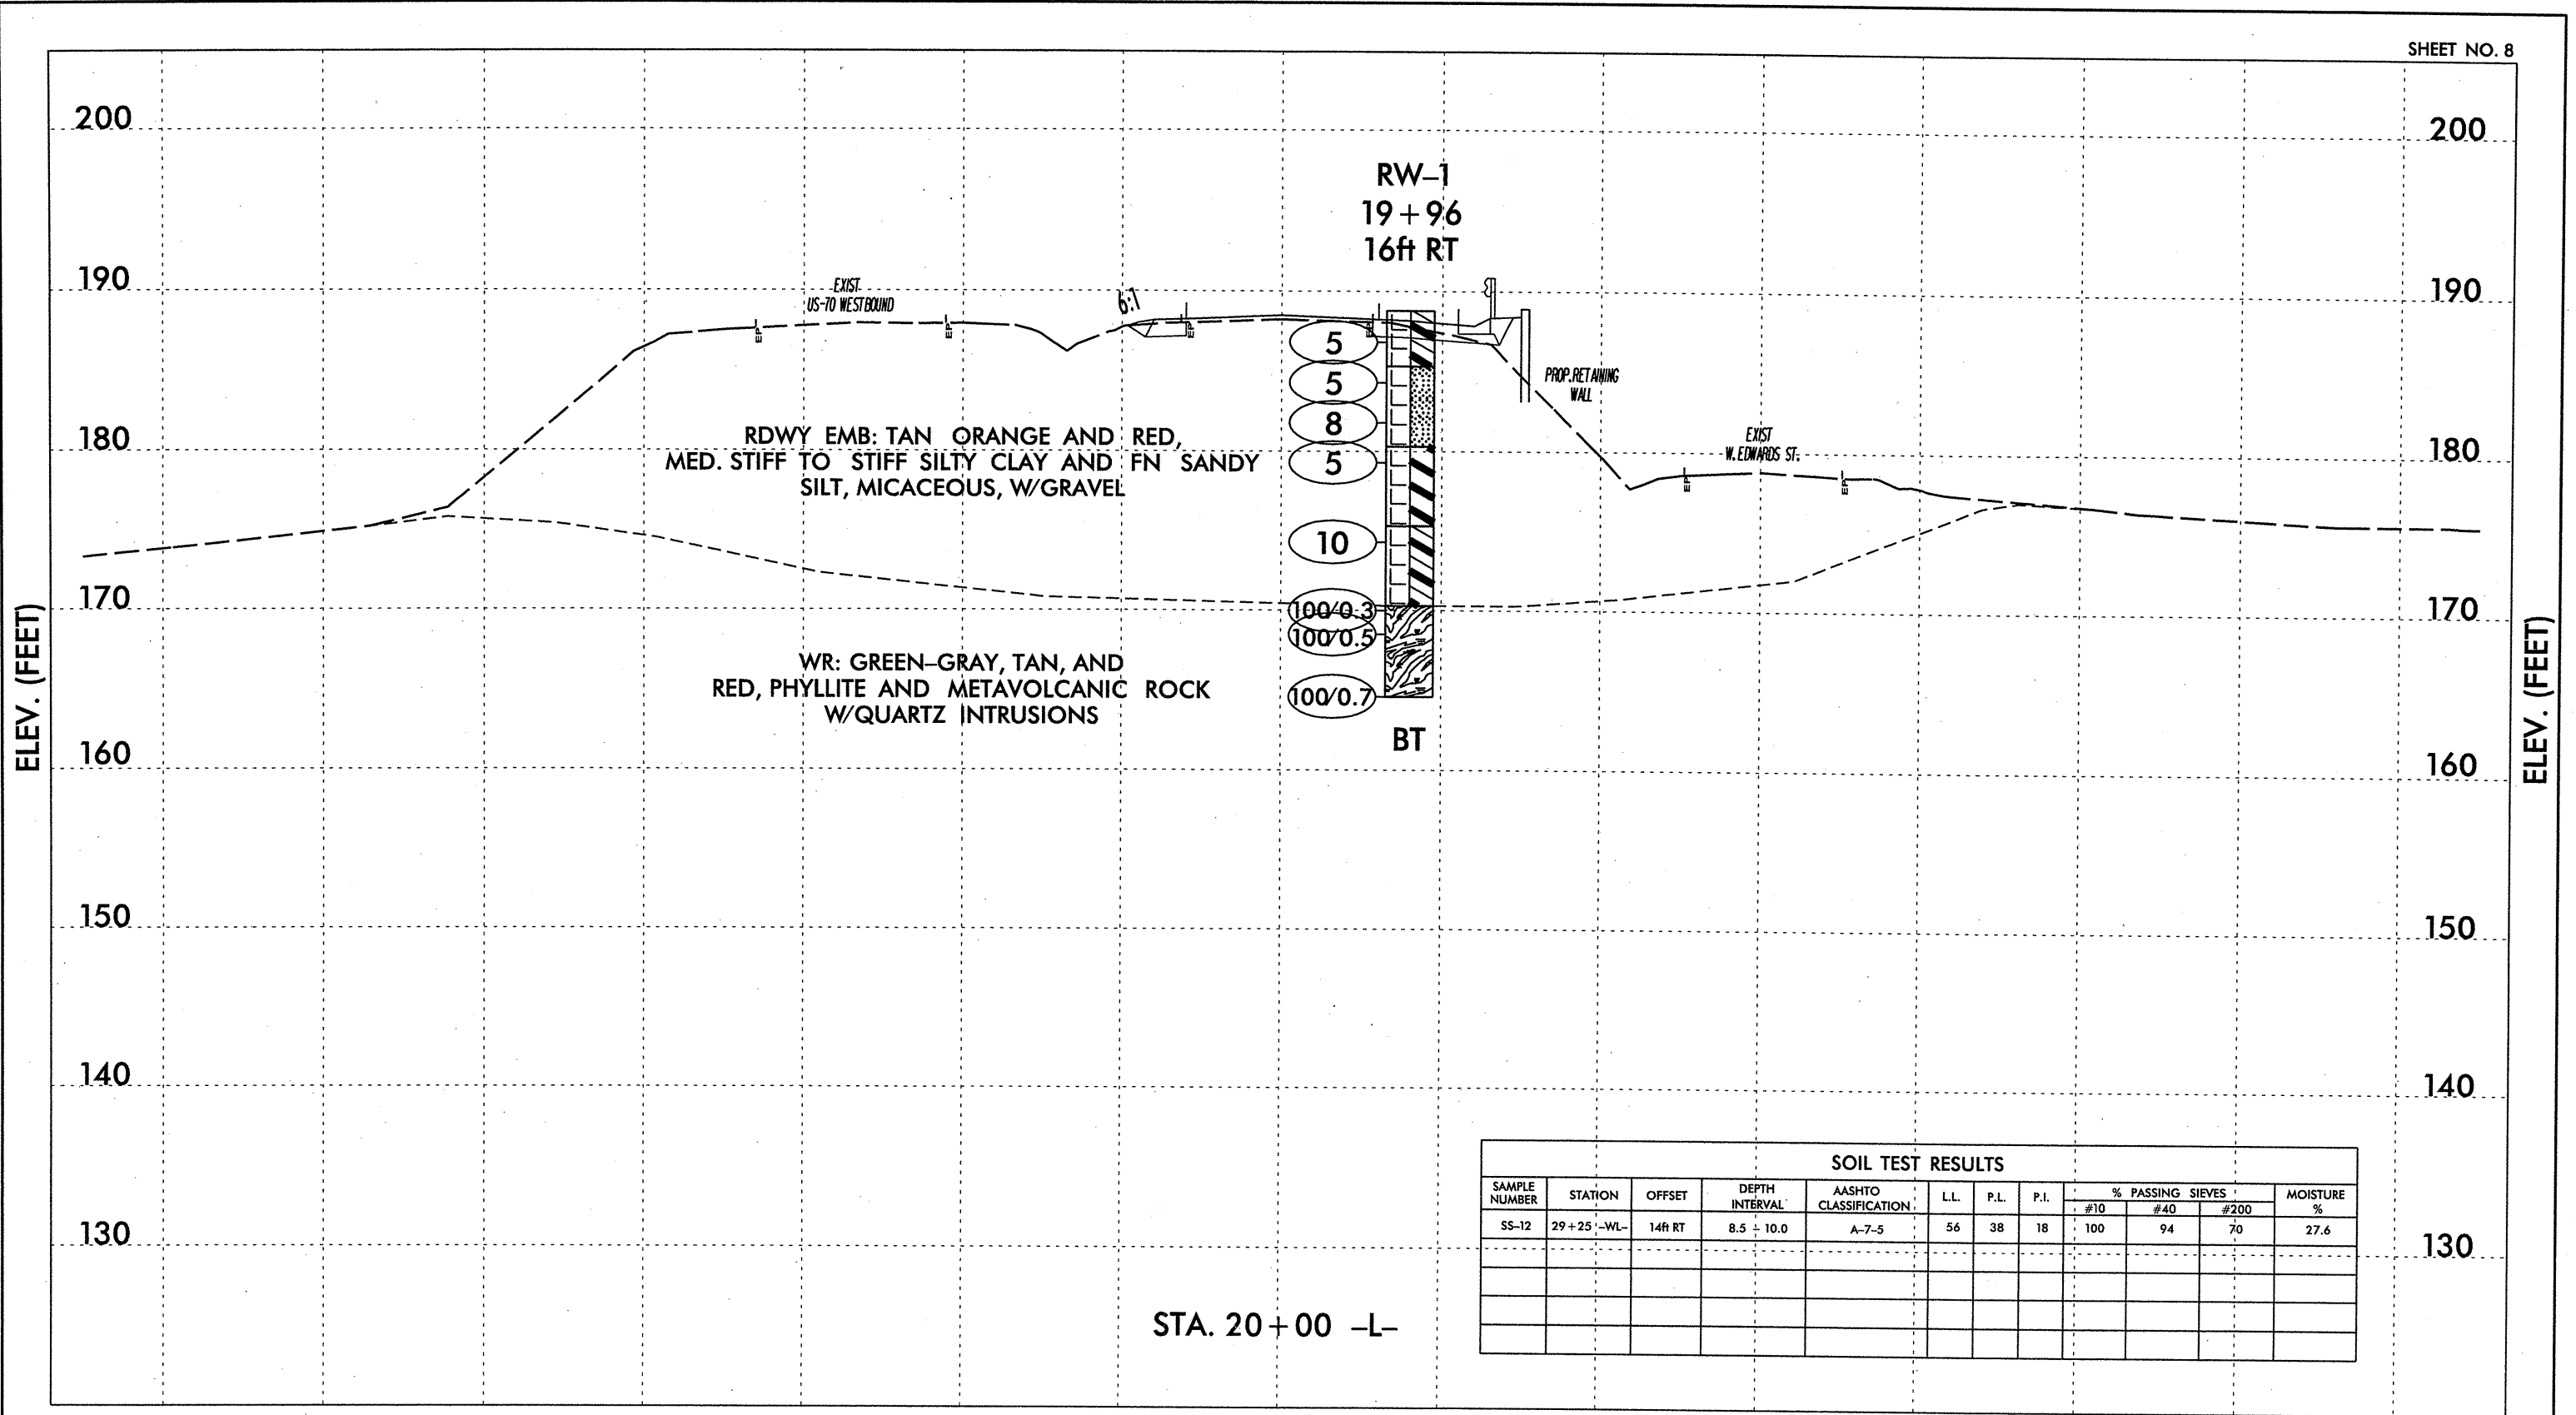 SHEET NO. 8
200 200
RW–1
19+96
16ft RT
190 190
EXIST.
US-70 WESTBOUND
6:1
EP EP EP EP
5
5
8
5
10
100/0.3
100/0.5
100/0.7
BT
PROP. RETAINING
WALL
EXIST
W. EDWARDS ST.
EP EP
180 180
RDWY EMB: TAN ORANGE AND RED,
MED. STIFF TO STIFF SILTY CLAY AND FN SANDY
SILT, MICACEOUS, W/GRAVEL
170 170
ELEV. (FEET) ELEV. (FEET)
WR: GREEN–GRAY, TAN, AND
RED, PHYLLITE AND METAVOLCANIC ROCK
W/QUARTZ INTRUSIONS
160 160
150 150
140 140
130 130
SOIL TEST RESULTS
SAMPLE NUMBER STATION OFFSET DEPTH INTERVAL AASHTO CLASSIFICATION L.L. P.L. P.I. % PASSING SIEVES MOISTURE %
#10 #40 #200
SS–12 29+25 –WL– 14ft RT 8.5 – 10.0 A–7–5 56 38 18 100 94 70 27.6
STA. 20+00 –L–